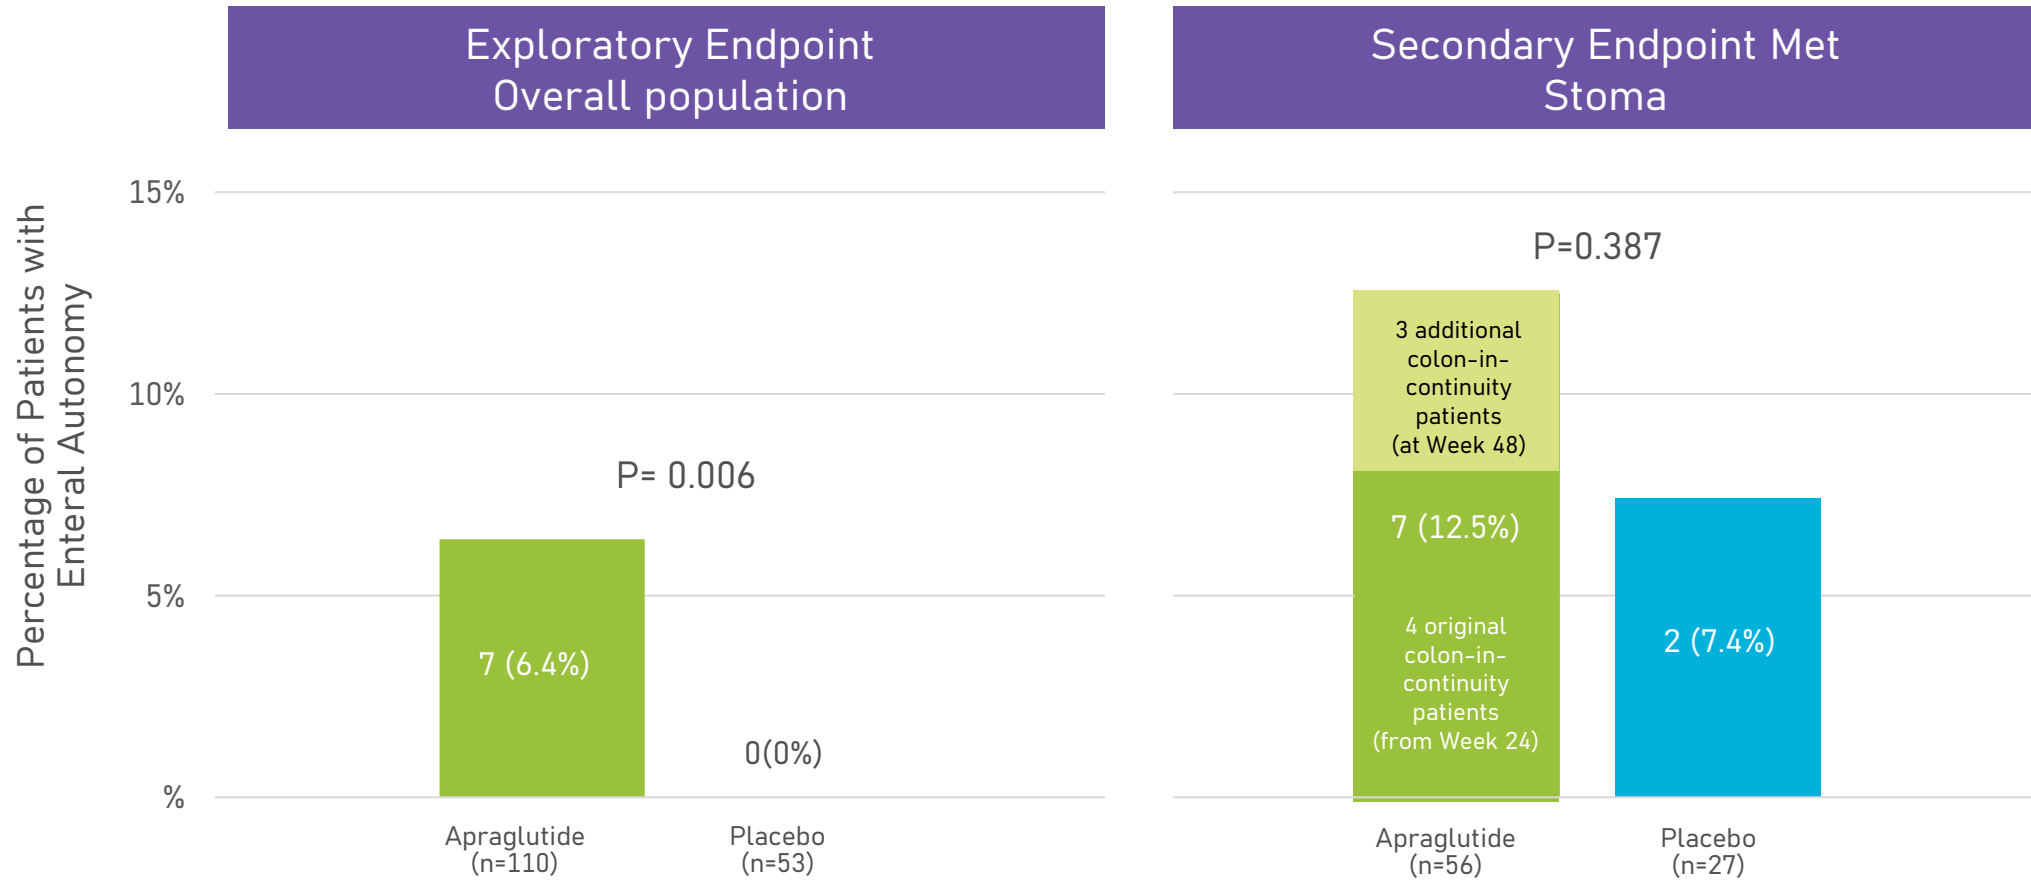 Exploratory Endpoint
Overall population
Secondary Endpoint Met
Stoma
Percentage of Patients with
Enteral Autonomy
15%
10%
5%
%
P= 0.006
7 (6.4%)
0(0%)
Apraglutide
(n=110)
Placebo
(n=53)
P=0.387
3 additional
colon-in-
continuity
patients
(at Week 48)
7 (12.5%)
4 original
colon-in-
continuity
patients
(from Week 24)
2 (7.4%)
Apraglutide
(n=56)
Placebo
(n=27)